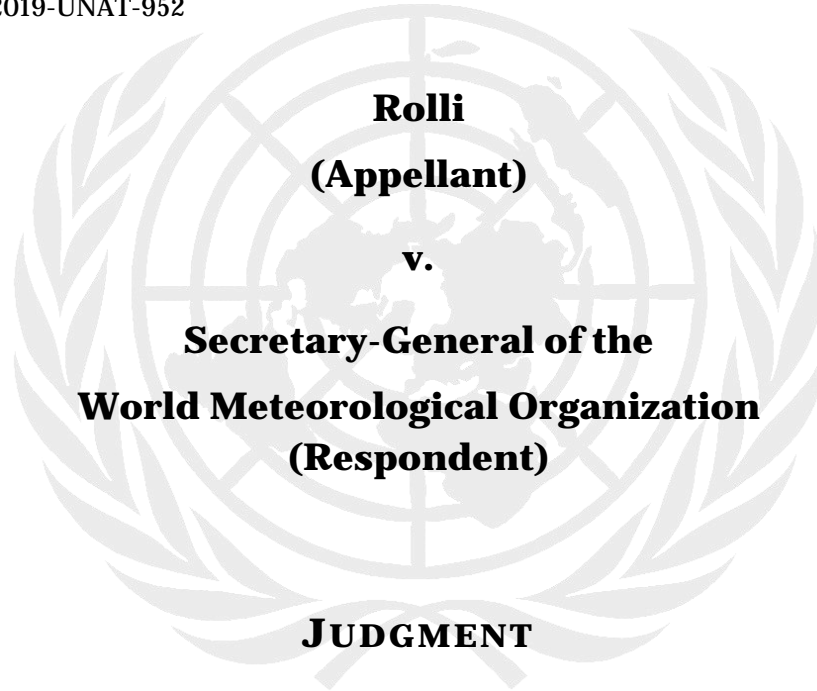 2019-UNAT-952
Rolli
(Appellant)
v.
Secretary-General of the
World Meteorological Organization
(Respondent)
JUDGMENT